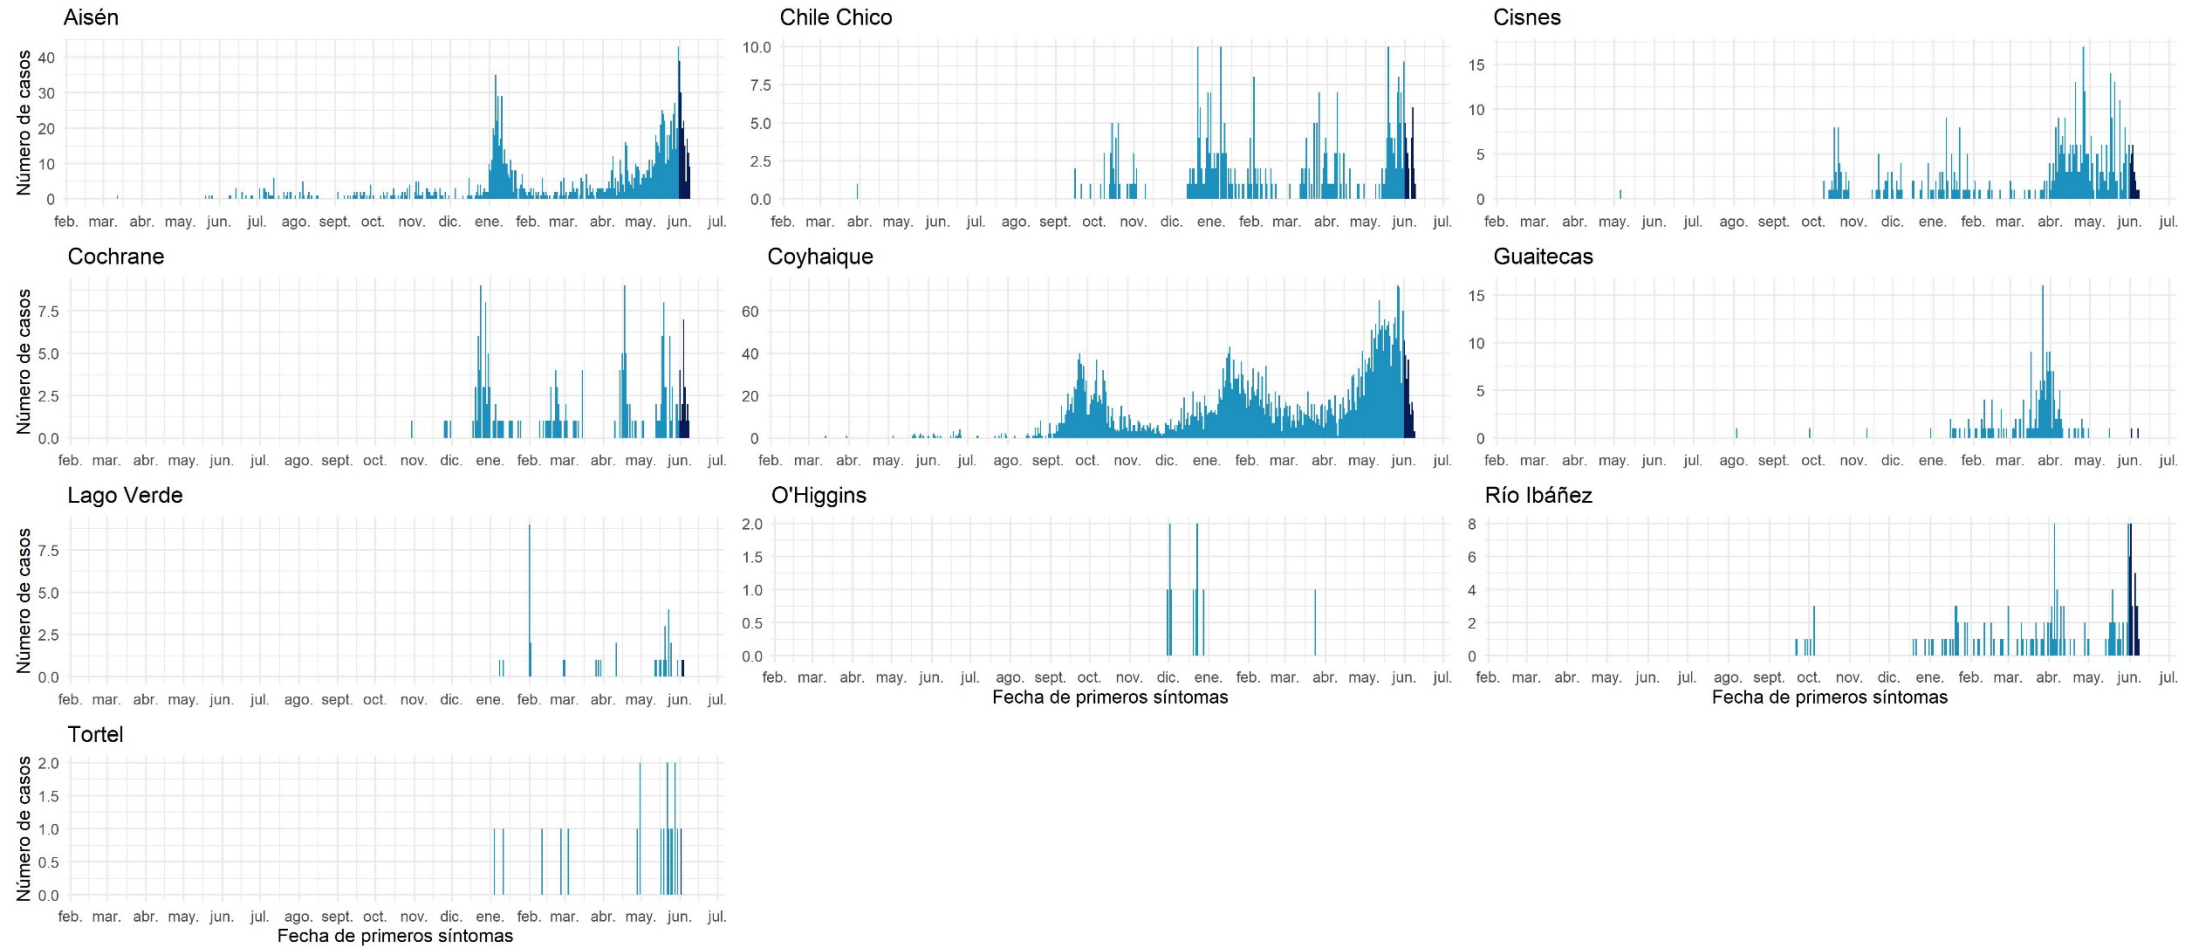 Aisén
Número de casos
40
30
20
10
0
feb. mar. abr. may. jun. jul. ago. sept. oct. nov. dic. ene. feb. mar. abr. may. jun. jul.
Chile Chico
10.0
7.5
5.0
2.5
0.0
feb. mar. abr. may. jun. jul. ago. sept. oct. nov. dic. ene. feb. mar. abr. may. jun. jul.
Cisnes
15
10
5
0
feb. mar. abr. may. jun. jul. ago. sept. oct. nov. dic. ene. feb. mar. abr. may. jun. jul.
Cochrane
Número de casos
7.5
5.0
2.5
0.0
feb. mar. abr. may. jun. jul. ago. sept. oct. nov. dic. ene. feb. mar. abr. may. jun. jul.
Coyhaique
60
40
20
0
feb. mar. abr. may. jun. jul. ago. sept. oct. nov. dic. ene. feb. mar. abr. may. jun. jul.
Guaitecas
15
10
5
0
feb. mar. abr. may. jun. jul. ago. sept. oct. nov. dic. ene. feb. mar. abr. may. jun. jul.
Lago Verde
Número de casos
7.5
5.0
2.5
0.0
feb. mar. abr. may. jun. jul. ago. sept. oct. nov. dic. ene. feb. mar. abr. may. jun. jul.
O'Higgins
2.0
1.5
1.0
0.5
0.0
feb. mar. abr. may. jun. jul. ago. sept. oct. nov. dic. ene. feb. mar. abr. may. jun. jul.
Fecha de primeros síntomas
Río Ibáñez
8
6
4
2
0
feb. mar. abr. may. jun. jul. ago. sept. oct. nov. dic. ene. feb. mar. abr. may. jun. jul.
Fecha de primeros síntomas
Tortel
Número de casos
2.0
1.5
1.0
0.5
0.0
feb. mar. abr. may. jun. jul. ago. sept. oct. nov. dic. ene. feb. mar. abr. may. jun. jul.
Fecha de primeros síntomas